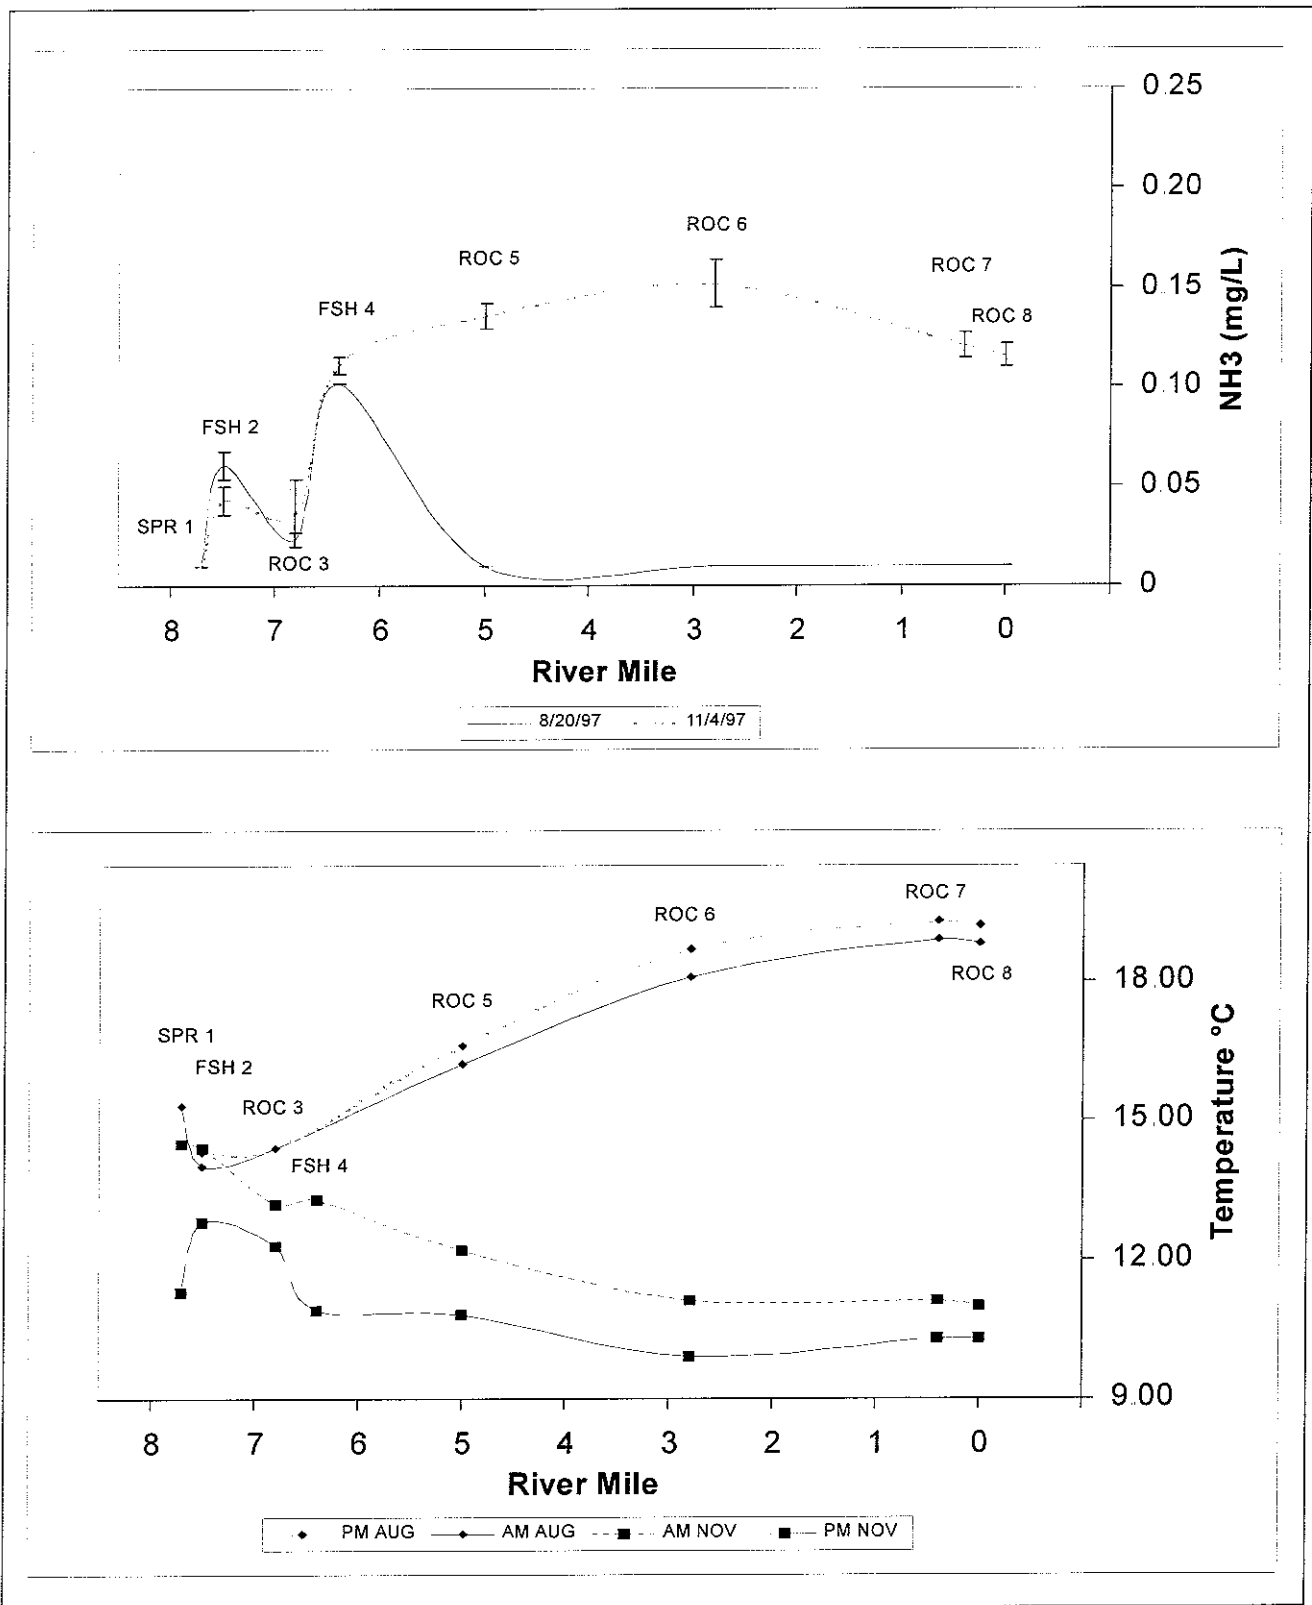 0.25
0.20
ROC 6
ROC 5
ROC 7
0.15
FSH 4
ROC 8
0.10
NH3 (mg/L)
FSH 2
0.05
SPR 1
ROC 3
0
8 7 6 5 3 2 1 0
River Mile
8/20/97 11/4/97
ROC 7
ROC 6
ROC 8
18.00
ROC 5
SPR 1
FSH 2
ROC 3
15.00
FSH 4
Temperature °C
12.00
9.00
8 7 6 5 4 3 2 1 0
River Mile
PM AUG AM AUG AM NOV PM NOV